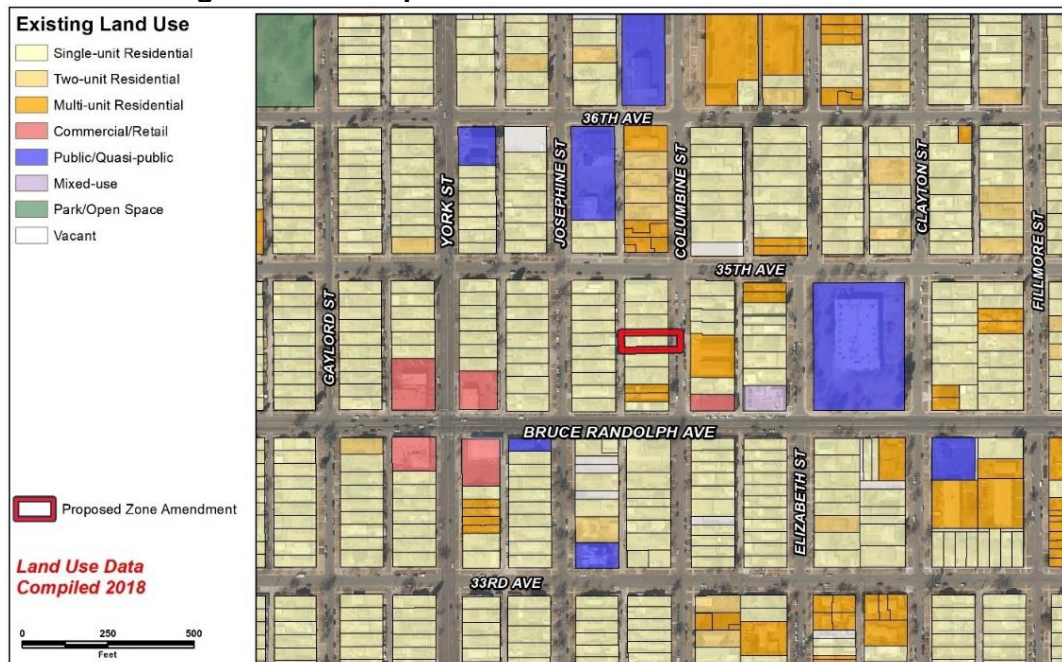 Existing Land Use
Single-unit Residential
Two-unit Residential
Multi-unit Residential
Commercial/Retail
Public/Quasi-public
Mixed-use
Park/Open Space
Vacant
Proposed Zone Amendment
Land Use Data
Compiled 2018
0 250 500
Feet
36TH AVE
YORK ST
JOSEPHINE ST
COLUMBINE ST
CLAYTON ST
FILLMORE ST
35TH AVE
GAYLORD ST
BRUCE RANDOLPH AVE
ELIZABETH ST
33RD AVE